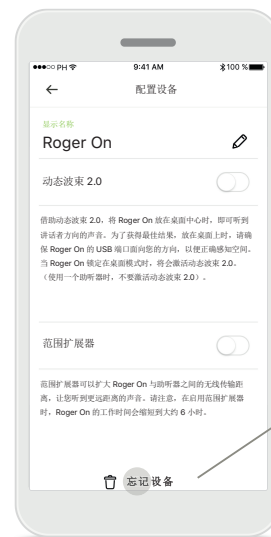 PH 9:41 AM 100 %
配置设备
显示名称
Roger On
动态波束 2.0
借助动态波束 2.0，将 Roger On 放在桌面中心时，即可听
讲话者方向的声音。为了获得最佳结果，放在桌面上时，请确
保 Roger On 的 USB 端口面向您的方向，以便正确感知空间。
当 Roger On 锁定在桌面模式时，将会激活动态波束 2.0。
（使用一个助听器时，不要激活动态波束 2.0）。
范围扩展器
范围扩展器可以扩大 Roger On 与助听器之间的无线传输距
离，让您听到更远距离的声音。请注意，在启用范围扩展器
时，Roger On 的工作时间会缩短到大约 6 小时。
忘记设备